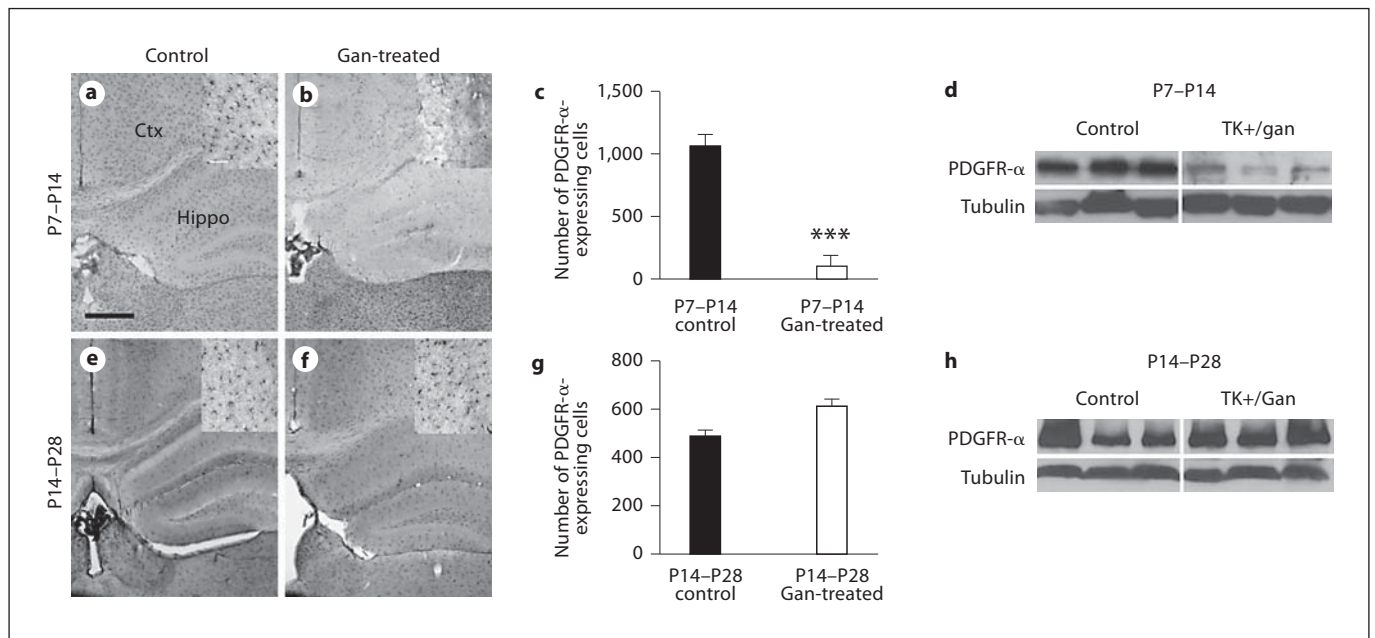 Control
Gan-treated
P7–P14
a
Ctx
Hippo
b
c
Number of PDGFR-α-
expressing cells
1,500
1,000
500
0
***
P7–P14
control
P7–P14
Gan-treated
d
P7–P14
Control
TK+/gan
PDGFR-α
Tubulin
P14–P28
e
f
g
Number of PDGFR-α-
expressing cells
800
600
400
200
0
P14–P28
control
P14–P28
Gan-treated
h
P14–P28
Control
TK+/Gan
PDGFR-α
Tubulin